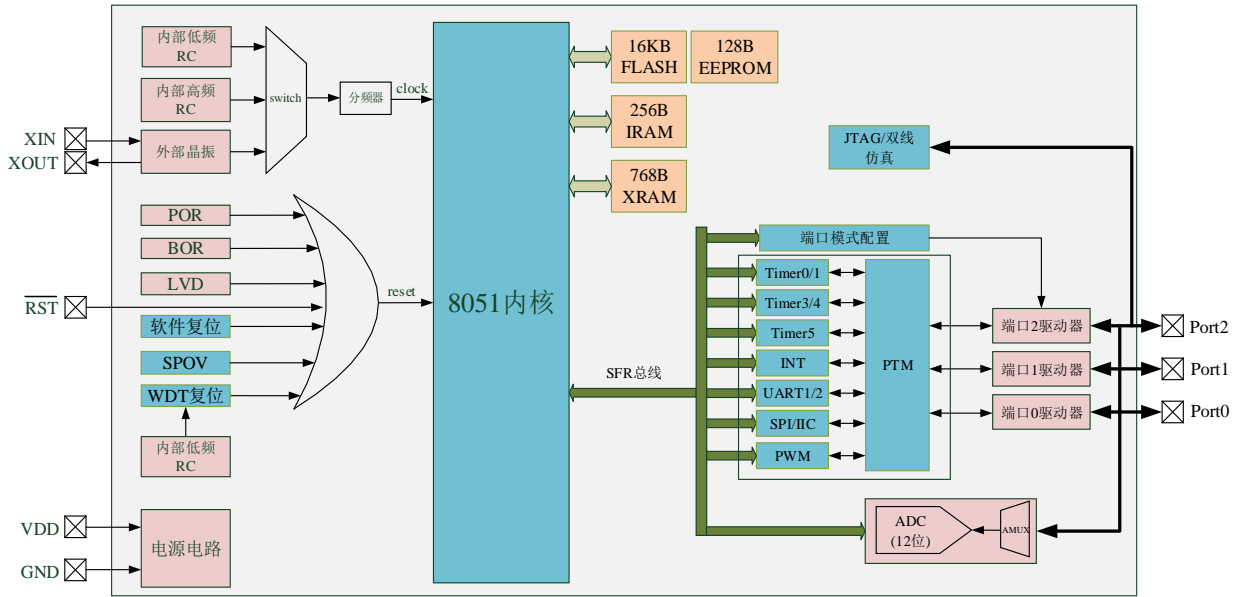 内部低频
RC
内部高频
RC
外部晶振
XIN
XOUT
switch
分频器
clock
POR
BOR
LVD
RST
软件复位
SPOV
WDT复位
内部低频
RC
reset
VDD
GND
电源电路
8051内核
16KB
FLASH
128B
EEPROM
256B
IRAM
768B
XRAM
JTAG/双线
仿真
SFR总线
端口模式配置
Timer0/1
Timer3/4
Timer5
INT
UART1/2
SPI/IIC
PWM
PTM
端口2驱动器
端口1驱动器
端口0驱动器
Port2
Port1
Port0
ADC
(12位)
AMUX